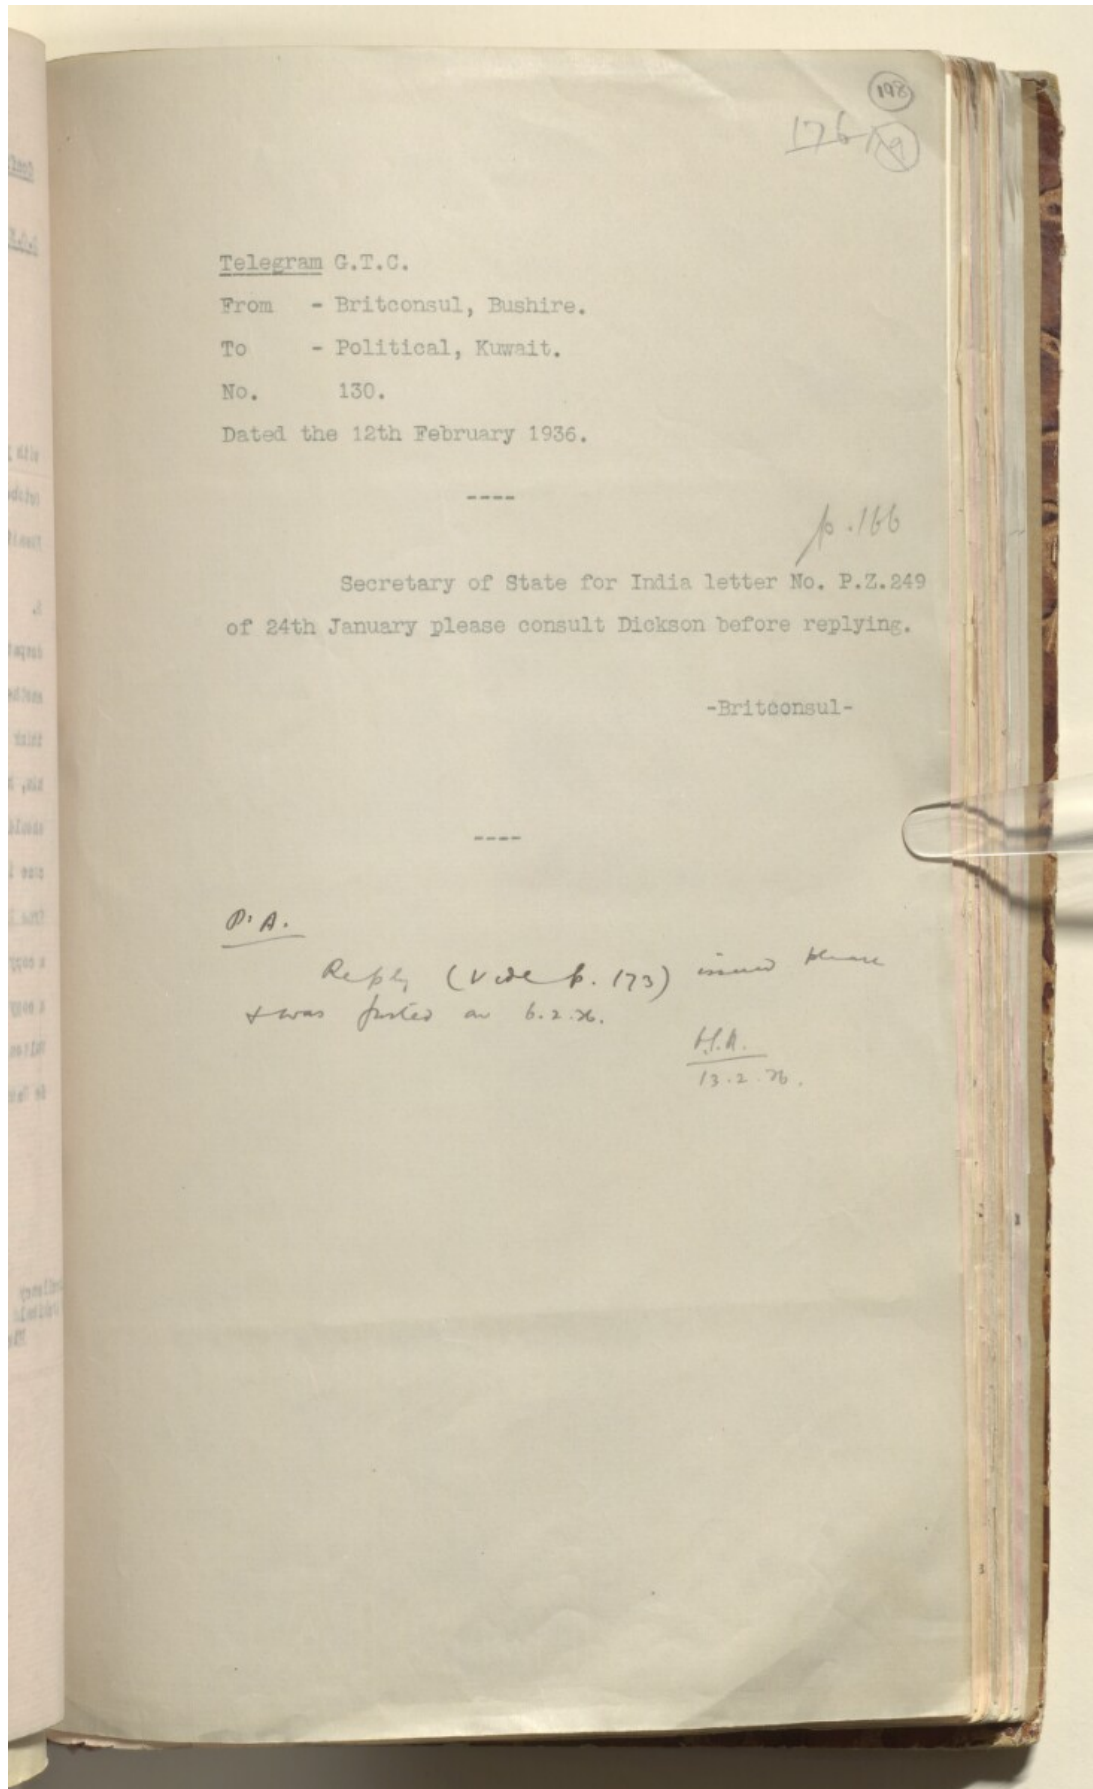 198
176
Telegram G.T.C.
From - Britconsul, Bushire.
To - Political, Kuwait.
No. 130.
Dated the 12th February 1936.
----
p.166
Secretary of State for India letter No. P.Z.249
of 24th January please consult Dickson before replying.
-Britconsul-
----
P.A.
Reply (Vide p. 173) issued please
& was posted on 6.2.36.
13.2.36.